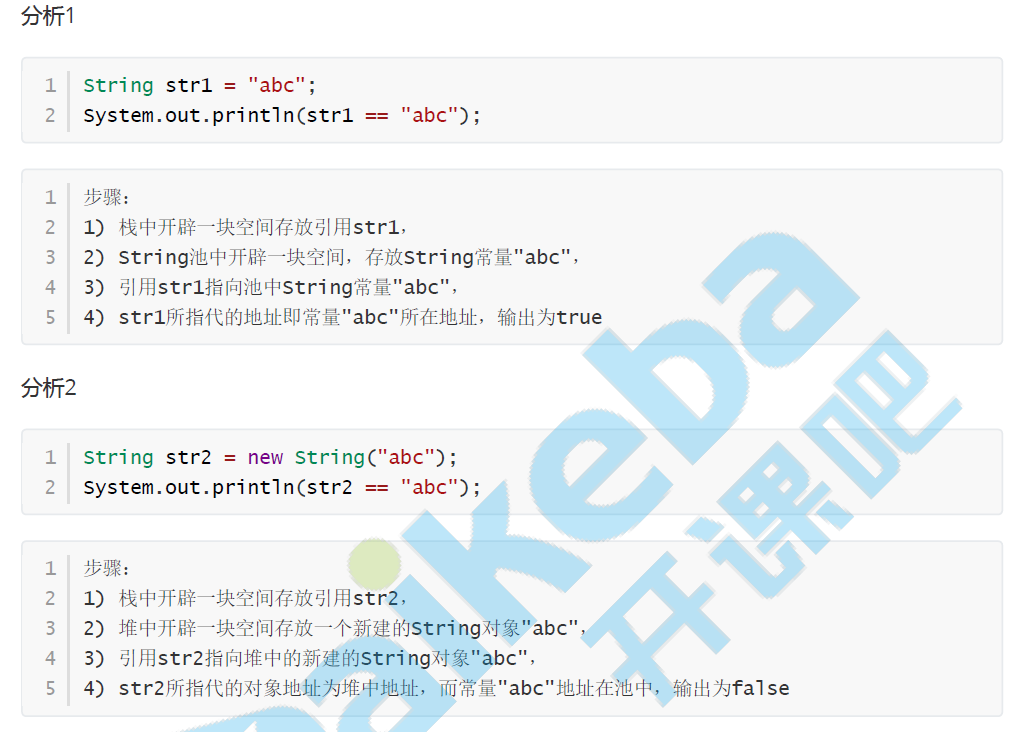 分析1
1 String str1 = "abc";
2 System.out.println(str1 == "abc");
1 步骤：
2 1) 栈中开辟一块空间存放引用str1，
3 2) String池中开辟一块空间，存放String常量"abc"，
4 3) 引用str1指向池中String常量"abc"，
5 4) str1所指代的地址即常量"abc"所在地址，输出为true
分析2
1 String str2 = new String("abc");
2 System.out.println(str2 == "abc");
1 步骤：
2 1) 栈中开辟一块空间存放引用str2，
3 2) 堆中开辟一块空间存放一个新建的String对象"abc"，
4 3) 引用str2指向堆中的新建的String对象"abc"，
5 4) str2所指代的对象地址为堆中地址，而常量"abc"地址在池中，输出为false
aikeba
开课吧